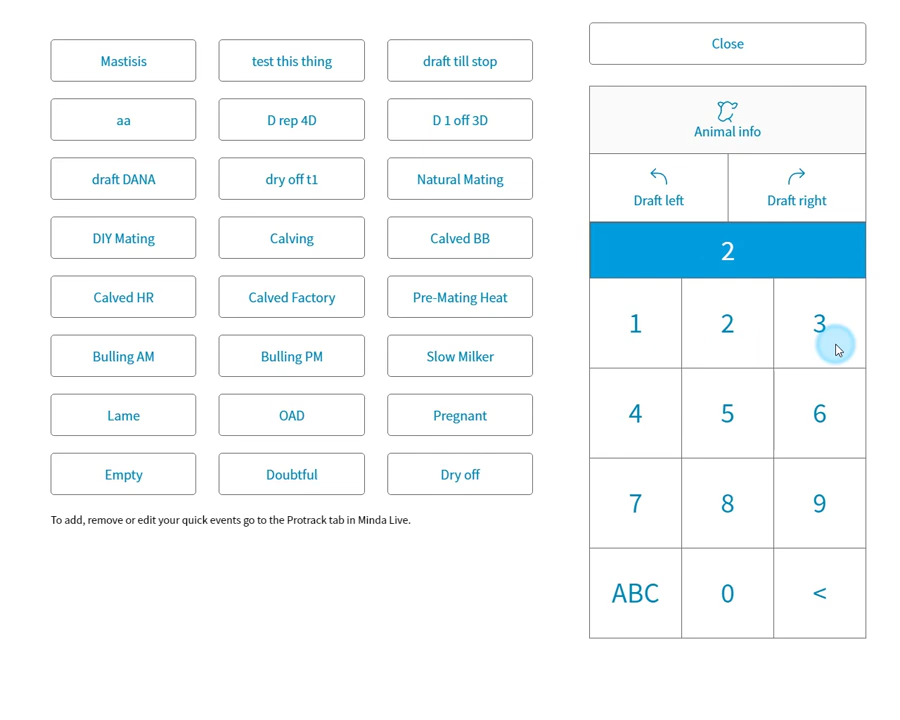 Mastisis
test this thing
draft till stop
aa
D rep 4D
D 1 off 3D
draft DANA
dry off t1
Natural Mating
DIY Mating
Calving
Calved BB
Calved HR
Calved Factory
Pre-Mating Heat
Bulling AM
Bulling PM
Slow Milker
Lame
OAD
Pregnant
Empty
Doubtful
Dry off
To add, remove or edit your quick events go to the Protrack tab in Minda Live.
Close
Animal info
Draft left
Draft right
2
1 2 3
4 5 6
7 8 9
ABC 0 <